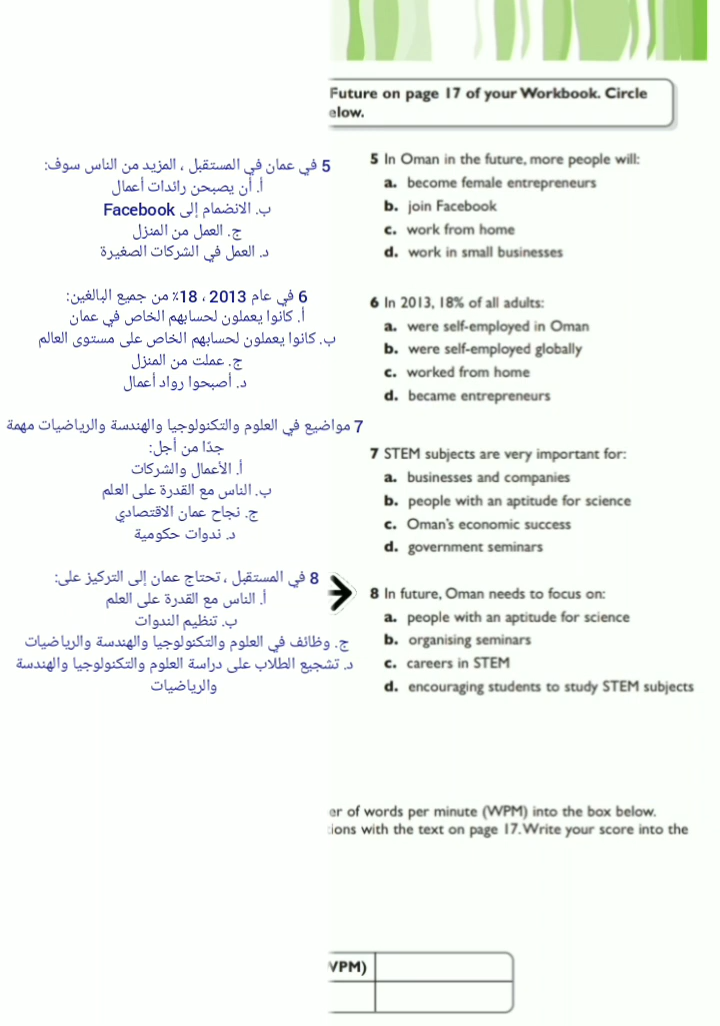 Future on page 17 of your Workbook. Circle
elow.
5 في عمان في المستقبل ، المزيد من الناس سوف:
أ. أن يصبحن رائدات أعمال
ب. الانضمام إلى Facebook
ج. العمل من المنزل
د. العمل في الشركات الصغيرة
6 في عام 2013 ، 18٪ من جميع البالغين:
أ. كانوا يعملون لحسابهم الخاص في عمان
ب. كانوا يعملون لحسابهم الخاص على مستوى العالم
ج. عملت من المنزل
د. أصبحوا رواد أعمال
7 مواضيع في العلوم والتكنولوجيا والهندسة والرياضيات مهمة
جدًا من أجل:
أ. الأعمال والشركات
ب. الناس مع القدرة على العلم
ج. نجاح عمان الاقتصادي
د. ندوات حكومية
8 في المستقبل ، تحتاج عمان إلى التركيز على:
أ. الناس مع القدرة على العلم
ب. تنظيم الندوات
ج. وظائف في العلوم والتكنولوجيا والهندسة والرياضيات
د. تشجيع الطلاب على دراسة العلوم والتكنولوجيا والهندسة
والرياضيات
5 In Oman in the future, more people will:
a. become female entrepreneurs
b. join Facebook
c. work from home
d. work in small businesses
6 In 2013, 18% of all adults:
a. were self-employed in Oman
b. were self-employed globally
c. worked from home
d. became entrepreneurs
7 STEM subjects are very important for:
a. businesses and companies
b. people with an aptitude for science
c. Oman's economic success
d. government seminars
8 In future, Oman needs to focus on:
a. people with an aptitude for science
b. organising seminars
c. careers in STEM
d. encouraging students to study STEM subjects
er of words per minute (WPM) into the box below.
ions with the text on page 17. Write your score into the
VPM)